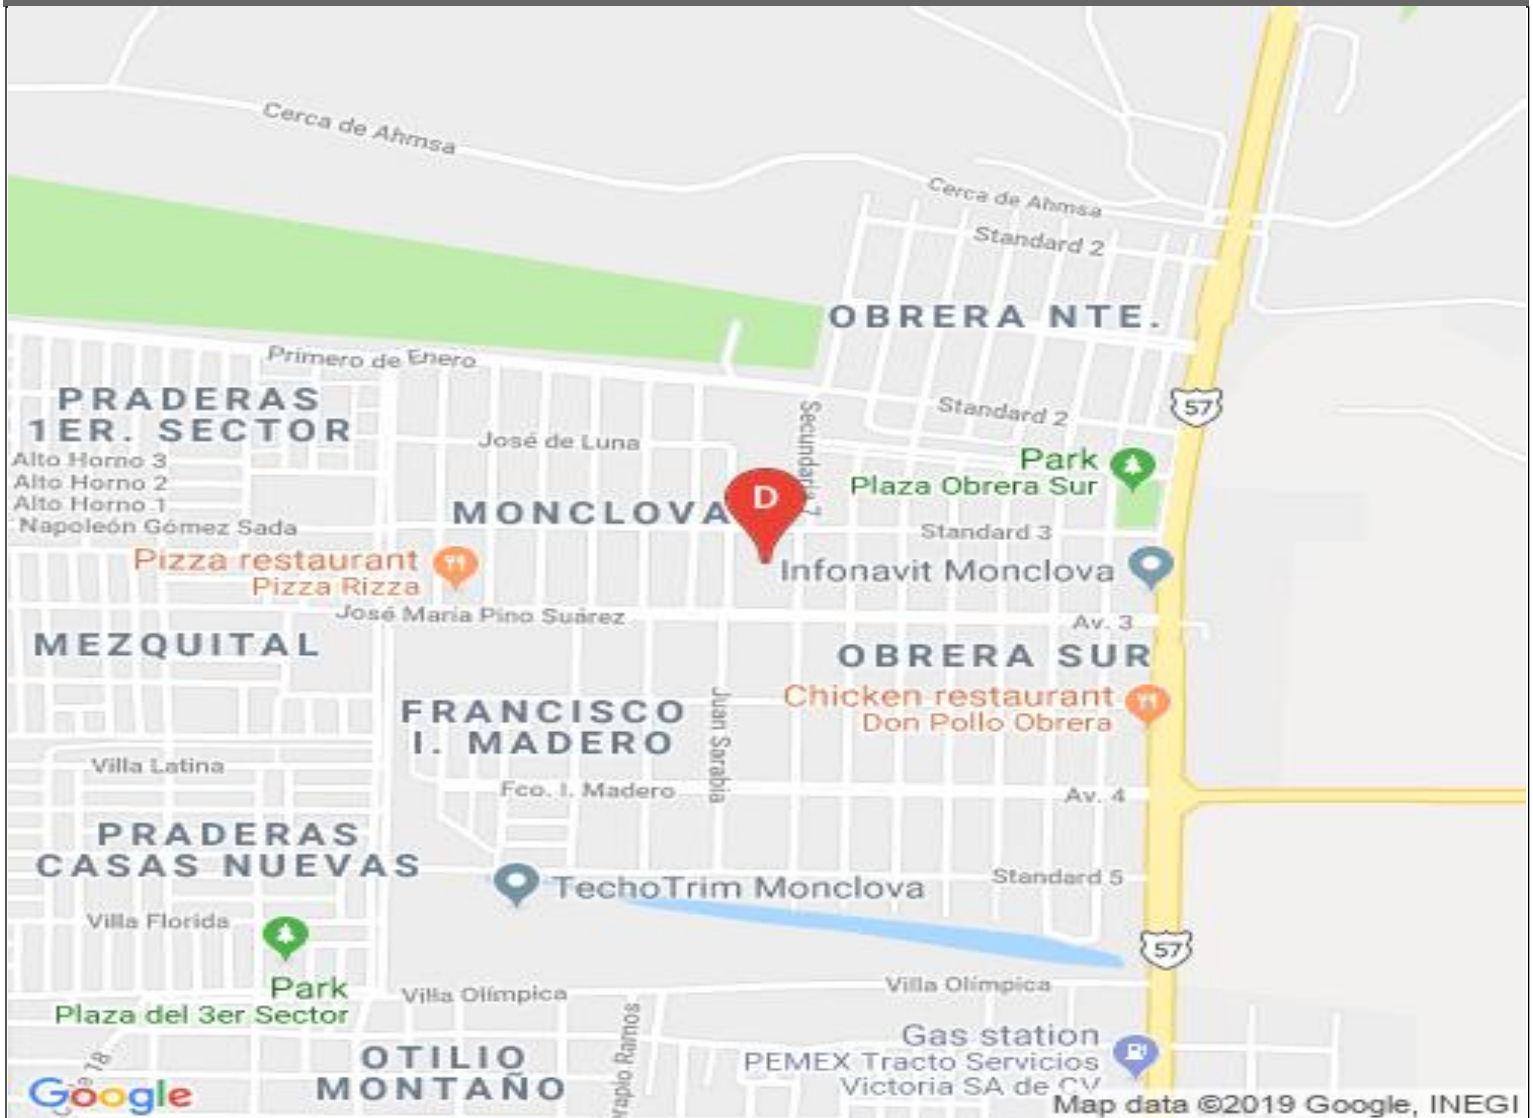 Cerca de Ahmsa
Cerca de Ahmsa
Standard 2
OBRERA NTE.
Primero de Enero
PRADERAS
1ER. SECTOR
57
Standard 2
José de Luna
Secundaria 7
Alto Horno 3
Alto Horno 2
Alto Horno 1
Park
Plaza Obrera Sur
D
MONCLOVA
Napoleón Gómez Sada
Standard 3
Pizza restaurant
Pizza Rizza
Infonavit Monclova
José María Pino Suárez
Av. 3
MEZQUITAL
OBRERA SUR
Chicken restaurant
Don Pollo Obrera
FRANCISCO
I. MADERO
Juan Sarabia
Villa Latina
Fco. I. Madero
Av. 4
PRADERAS
CASAS NUEVAS
TechoTrim Monclova
Standard 5
Villa Florida
57
Park
Plaza del 3er Sector
Villa Olímpica
Villa Olímpica
Gas station
PEMEX Tracto Servicios
Victoria SA de CV
OTILIO
MONTAÑO
Ramos
18
Google
Map data ©2019 Google, INEGI